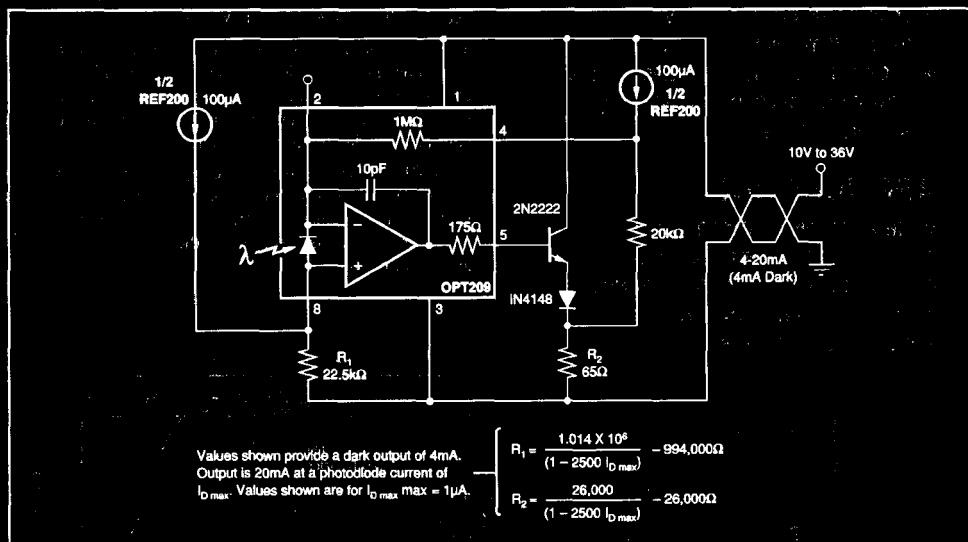 1/2
REF200
100µA
2
1
1MΩ
4
100µA
1/2
REF200
10V to 36V
10pF
2N2222
175Ω
5
20kΩ
λ
−
+
4-20mA
(4mA Dark)
OPT209
IN4148
8
3
R1
22.5kΩ
R2
65Ω
Values shown provide a dark output of 4mA.
Output is 20mA at a photodiode current of
ID max. Values shown are for ID max max = 1µA.
R1 = 1.014 X 10⁶ / (1 − 2500 ID max) − 994,000Ω
R2 = 26,000 / (1 − 2500 ID max) − 26,000Ω